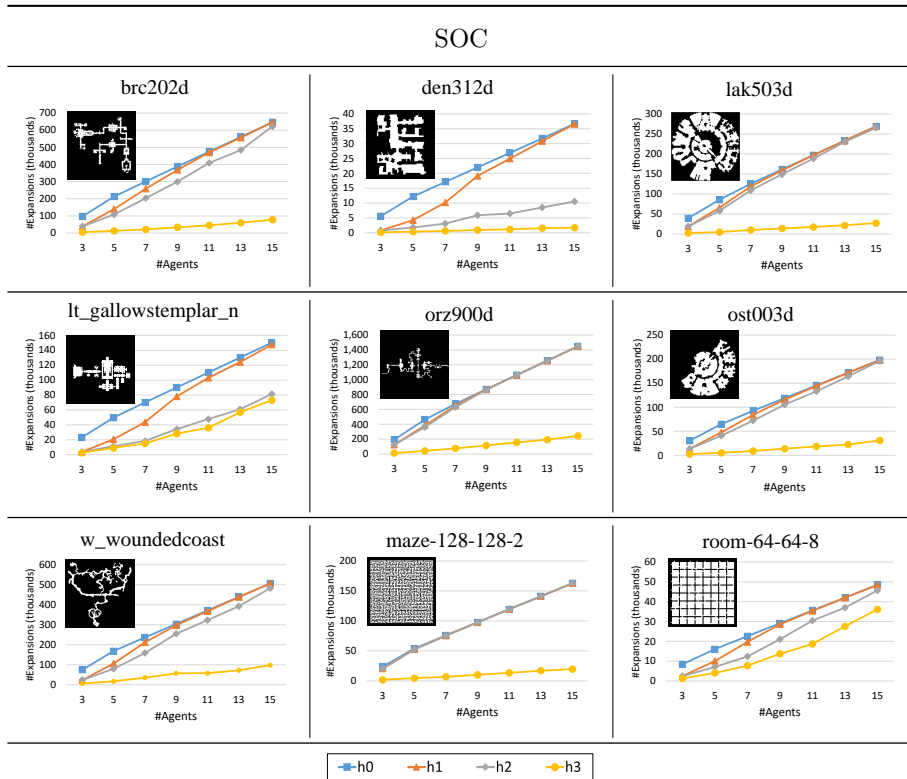 SOC
brc202d
den312d
lak503d
#Expansions (thousands)
700
600
500
400
300
200
100
0
3 5 7 9 11 13 15
#Agents
#Expansions (thousands)
40
35
30
25
20
15
10
5
0
3 5 7 9 11 13 15
#Agents
#Expansions (thousands)
300
250
200
150
100
50
0
3 5 7 9 11 13 15
#Agents
lt_gallowstemplar_n
orz900d
ost003d
#Expansions (thousands)
160
140
120
100
80
60
40
20
0
3 5 7 9 11 13 15
#Agents
#Expansions (thousands)
1,600
1,400
1,200
1,000
800
600
400
200
0
3 5 7 9 11 13 15
#Agents
#Expansions (thousands)
250
200
150
100
50
0
3 5 7 9 11 13 15
#Agents
w_woundedcoast
maze-128-128-2
room-64-64-8
#Expansions (thousands)
600
500
400
300
200
100
0
3 5 7 9 11 13 15
#Agents
#Expansions (thousands)
200
150
100
50
0
3 5 7 9 11 13 15
#Agents
#Expansions (thousands)
60
50
40
30
20
10
0
3 5 7 9 11 13 15
#Agents
h0 h1 h2 h3